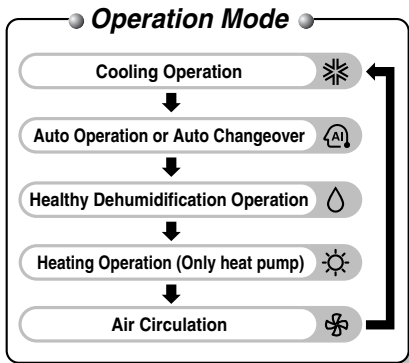 Operation Mode
Cooling Operation
Auto Operation or Auto Changeover
AI
Healthy Dehumidification Operation
Heating Operation (Only heat pump)
Air Circulation